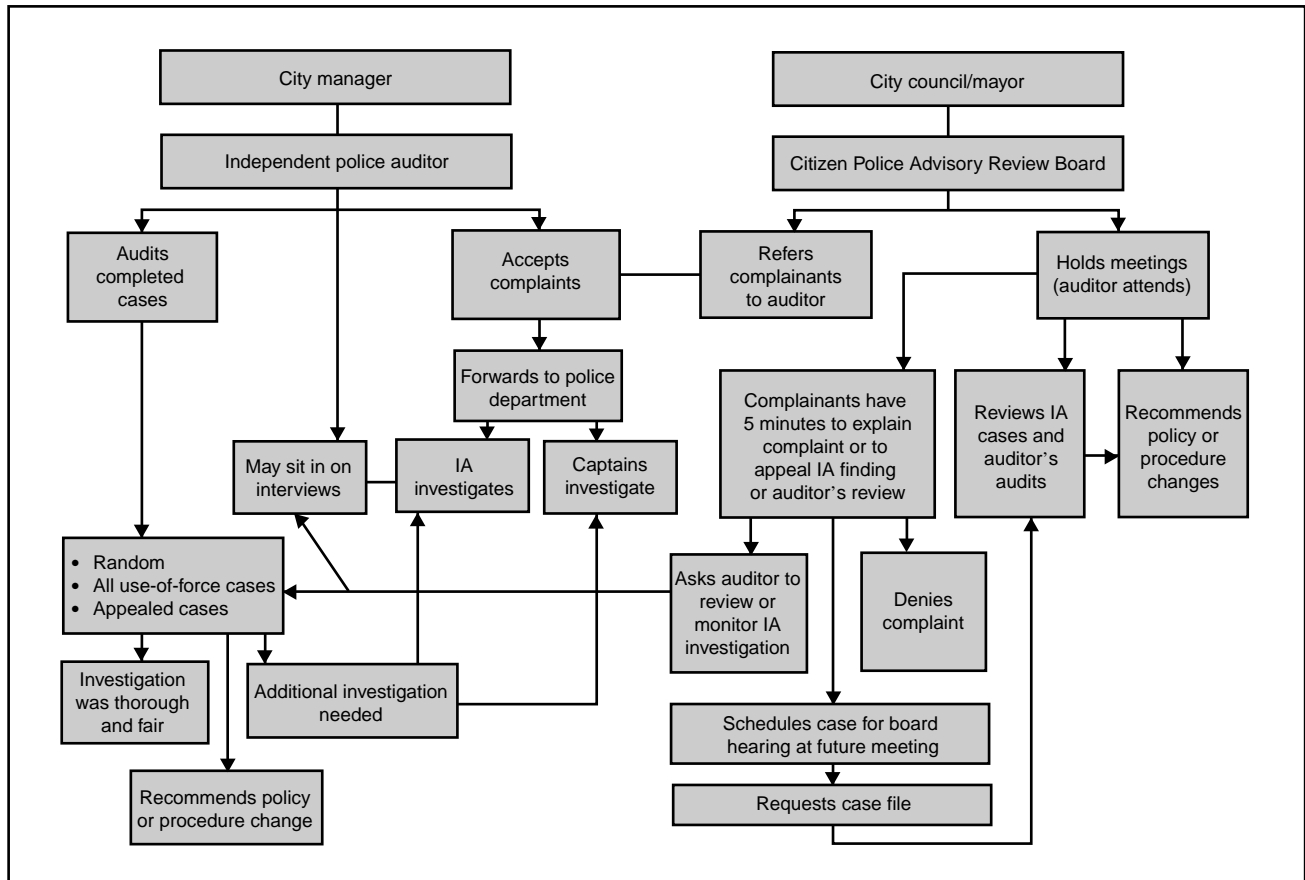 City manager
City council/mayor
Independent police auditor
Citizen Police Advisory Review Board
Audits
completed
cases
Accepts
complaints
Refers
complainants
to auditor
Holds meetings
(auditor attends)
Forwards to police
department
Complainants have
5 minutes to explain
complaint or to
appeal IA finding
or auditor’s review
Reviews IA
cases and
auditor’s
audits
Recommends
policy or
procedure
changes
May sit in on
interviews
IA
investigates
Captains
investigate
• Random
• All use-of-force cases
• Appealed cases
Asks auditor to
review or
monitor IA
investigation
Denies
complaint
Investigation
was thorough
and fair
Additional investigation
needed
Schedules case for board
hearing at future meeting
Recommends policy
or procedure change
Requests case file